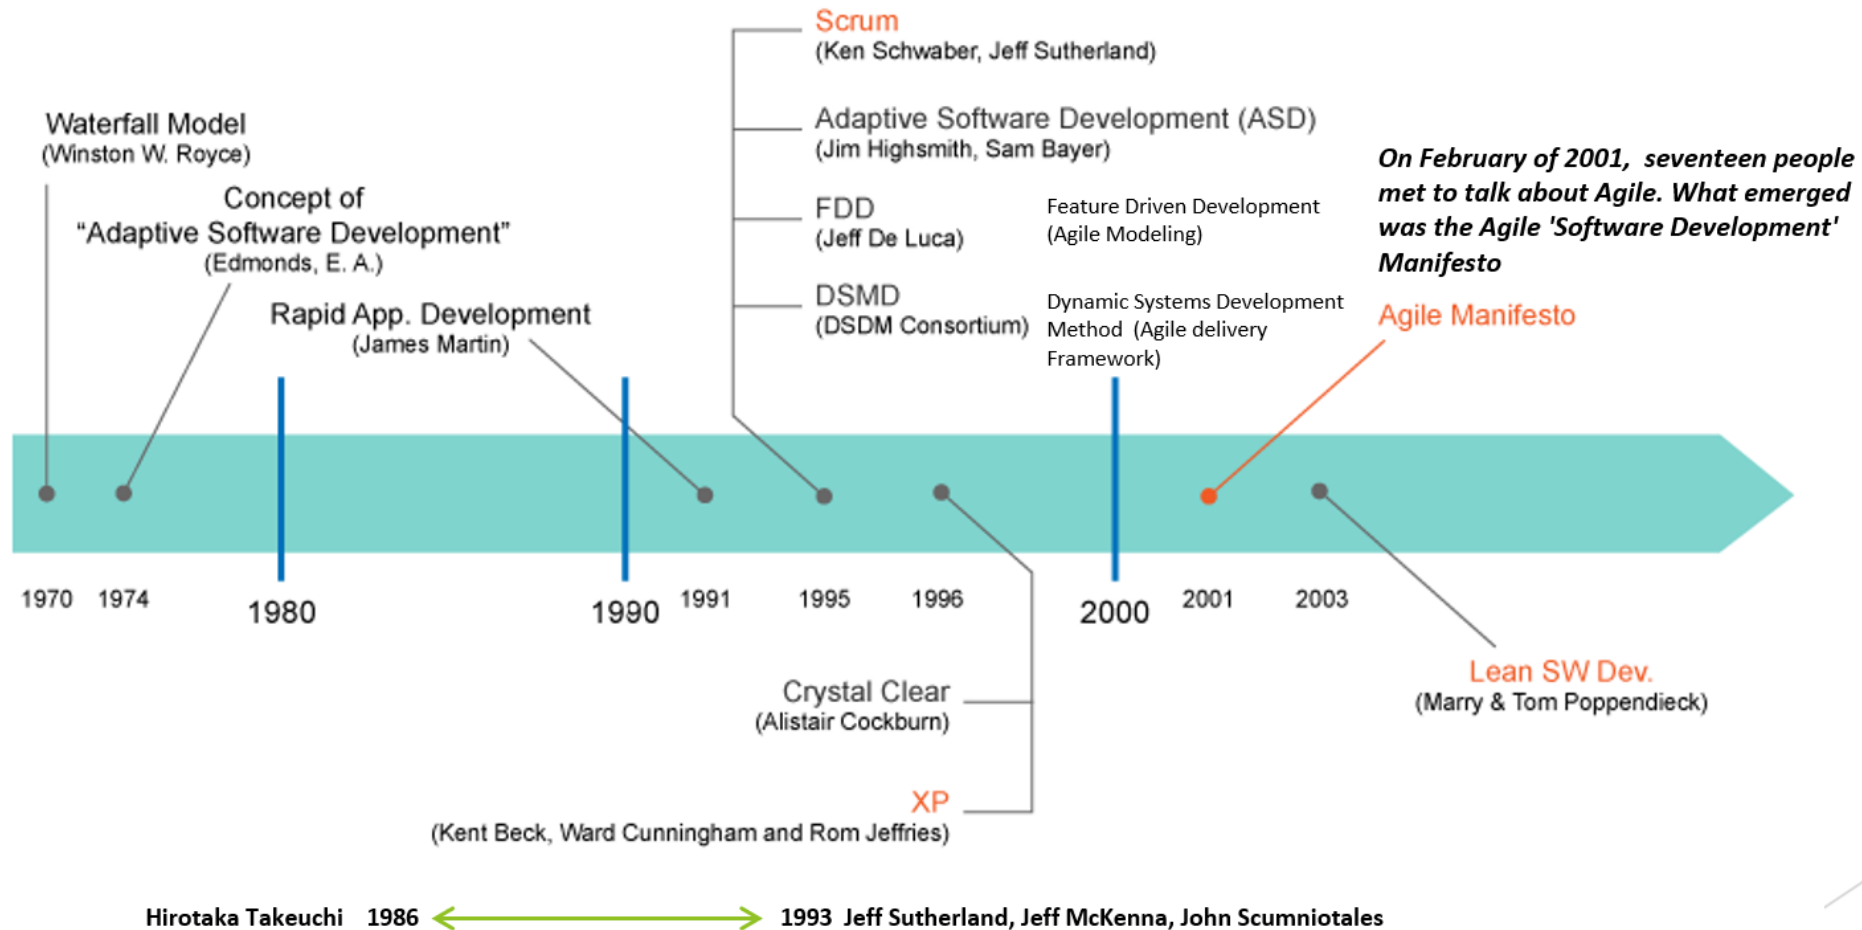 Scrum
(Ken Schwaber, Jeff Sutherland)
Waterfall Model
(Winston W. Royce)
Adaptive Software Development (ASD)
(Jim Highsmith, Sam Bayer)
On February of 2001, seventeen people
met to talk about Agile. What emerged
was the Agile 'Software Development'
Manifesto
Concept of
“Adaptive Software Development”
(Edmonds, E. A.)
FDD
(Jeff De Luca)
Feature Driven Development
(Agile Modeling)
Rapid App. Development
(James Martin)
DSMD
(DSDM Consortium)
Dynamic Systems Development
Method (Agile delivery
Framework)
Agile Manifesto
1970
1974
1980
1990
1991
1995
1996
2000
2001
2003
Crystal Clear
(Alistair Cockburn)
Lean SW Dev.
(Marry & Tom Poppendieck)
XP
(Kent Beck, Ward Cunningham and Rom Jeffries)
Hirotaka Takeuchi 1986
1993 Jeff Sutherland, Jeff McKenna, John Scumniotales